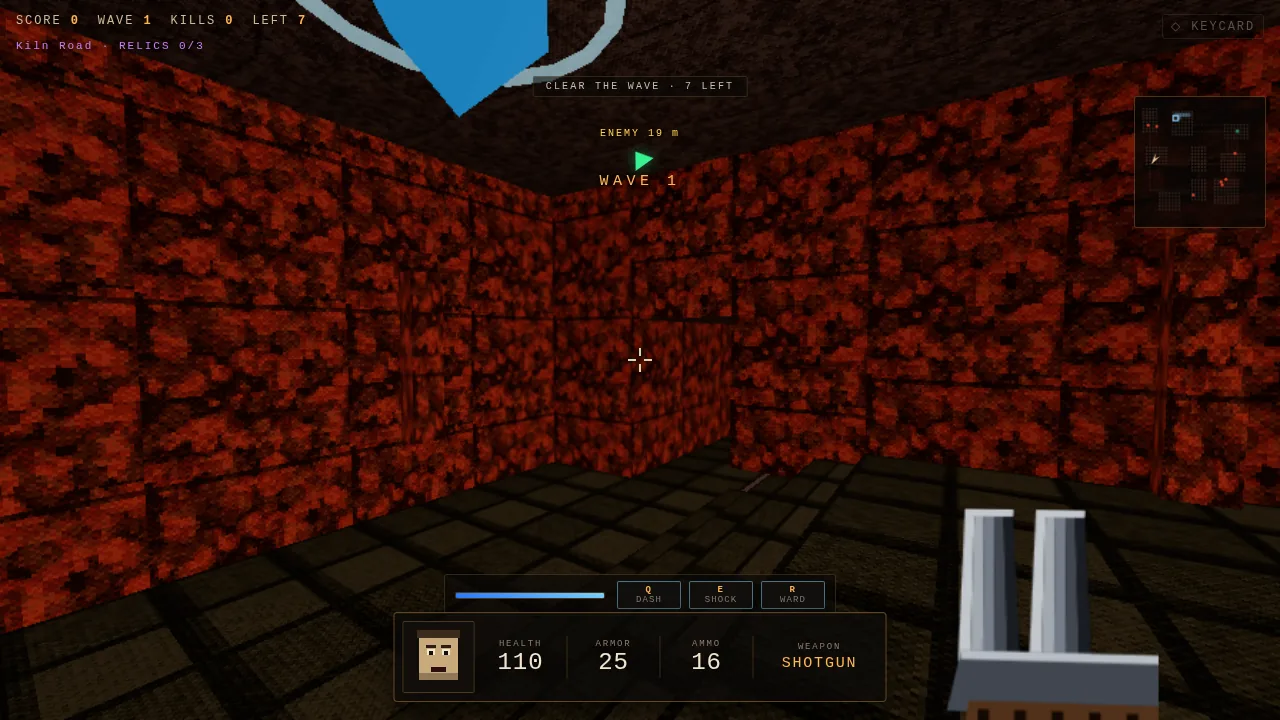 SCORE 0 WAVE 1 KILLS 0 LEFT 7
Kiln Road · RELICS 0/3
◇ KEYCARD
CLEAR THE WAVE · 7 LEFT
ENEMY 19 m
WAVE 1
Q DASH
E SHOCK
R WARD
HEALTH 110
ARMOR 25
AMMO 16
WEAPON SHOTGUN